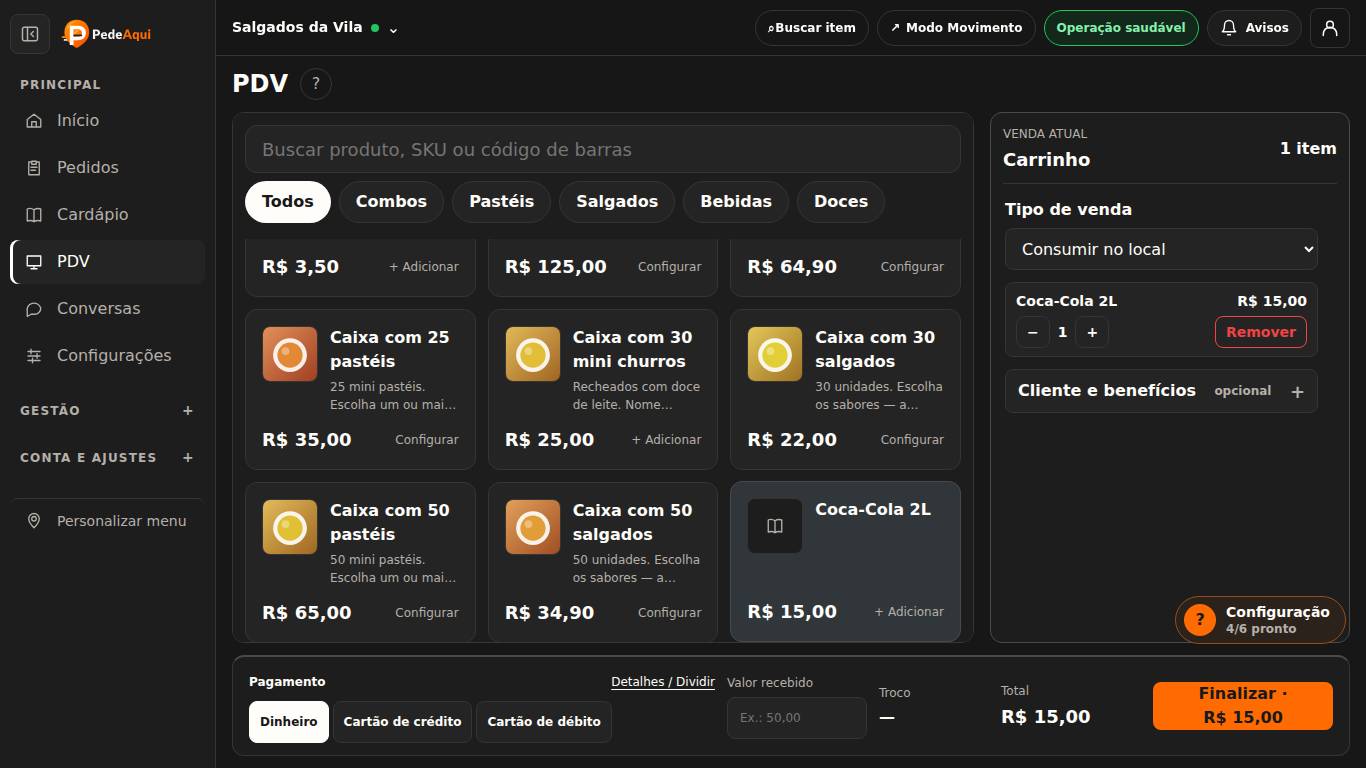 PedeAqui
PRINCIPAL
Início
Pedidos
Cardápio
PDV
Conversas
Configurações
GESTÃO +
CONTA E AJUSTES +
Personalizar menu
Salgados da Vila
Buscar item
↗ Modo Movimento
Operação saudável
Avisos
PDV ?
Buscar produto, SKU ou código de barras
Todos Combos Pastéis Salgados Bebidas Doces
R$ 3,50 + Adicionar
R$ 125,00 Configurar
R$ 64,90 Configurar
Caixa com 25
pastéis
25 mini pastéis.
Escolha um ou mai...
R$ 35,00 Configurar
Caixa com 30
mini churros
Recheados com doce
de leite. Nome...
R$ 25,00 + Adicionar
Caixa com 30
salgados
30 unidades. Escolha
os sabores — a...
R$ 22,00 Configurar
Caixa com 50
pastéis
50 mini pastéis.
Escolha um ou mai...
R$ 65,00 Configurar
Caixa com 50
salgados
50 unidades. Escolha
os sabores — a...
R$ 34,90 Configurar
Coca-Cola 2L
R$ 15,00 + Adicionar
VENDA ATUAL
Carrinho
1 item
Tipo de venda
Consumir no local
Coca-Cola 2L R$ 15,00
− 1 + Remover
Cliente e benefícios opcional +
? Configuração
4/6 pronto
Pagamento Detalhes / Dividir
Dinheiro Cartão de crédito Cartão de débito
Valor recebido
Ex.: 50,00
Troco
—
Total
R$ 15,00
Finalizar ·
R$ 15,00